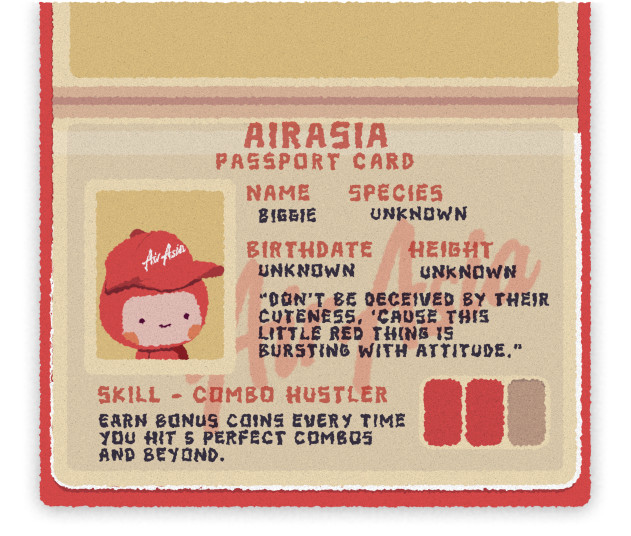 AIRASIA
PASSPORT CARD
NAME SPECIES
BIGGIE UNKNOWN
AirAsia
BIRTHDATE HEIGHT
UNKNOWN UNKNOWN
AirAsia
"DON'T BE DECEIVED BY THEIR
CUTENESS, 'CAUSE THIS
LITTLE RED THING IS
BURSTING WITH ATTITUDE."
SKILL - COMBO HUSTLER
EARN BONUS COINS EVERY TIME
YOU HIT 5 PERFECT COMBOS
AND BEYOND.